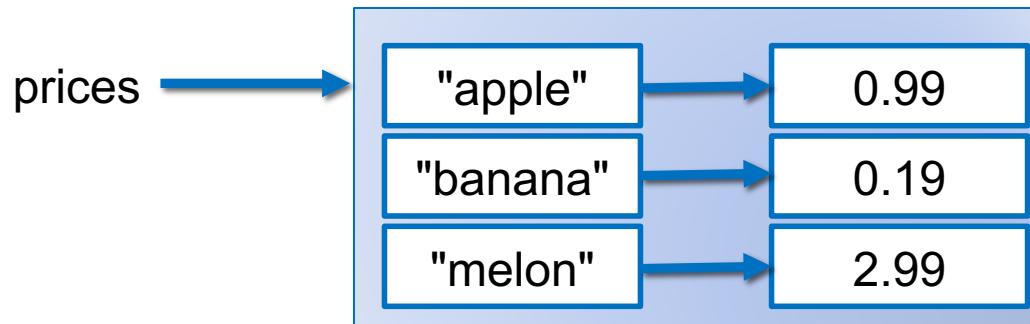 prices
"apple" 0.99
"banana" 0.19
"melon" 2.99